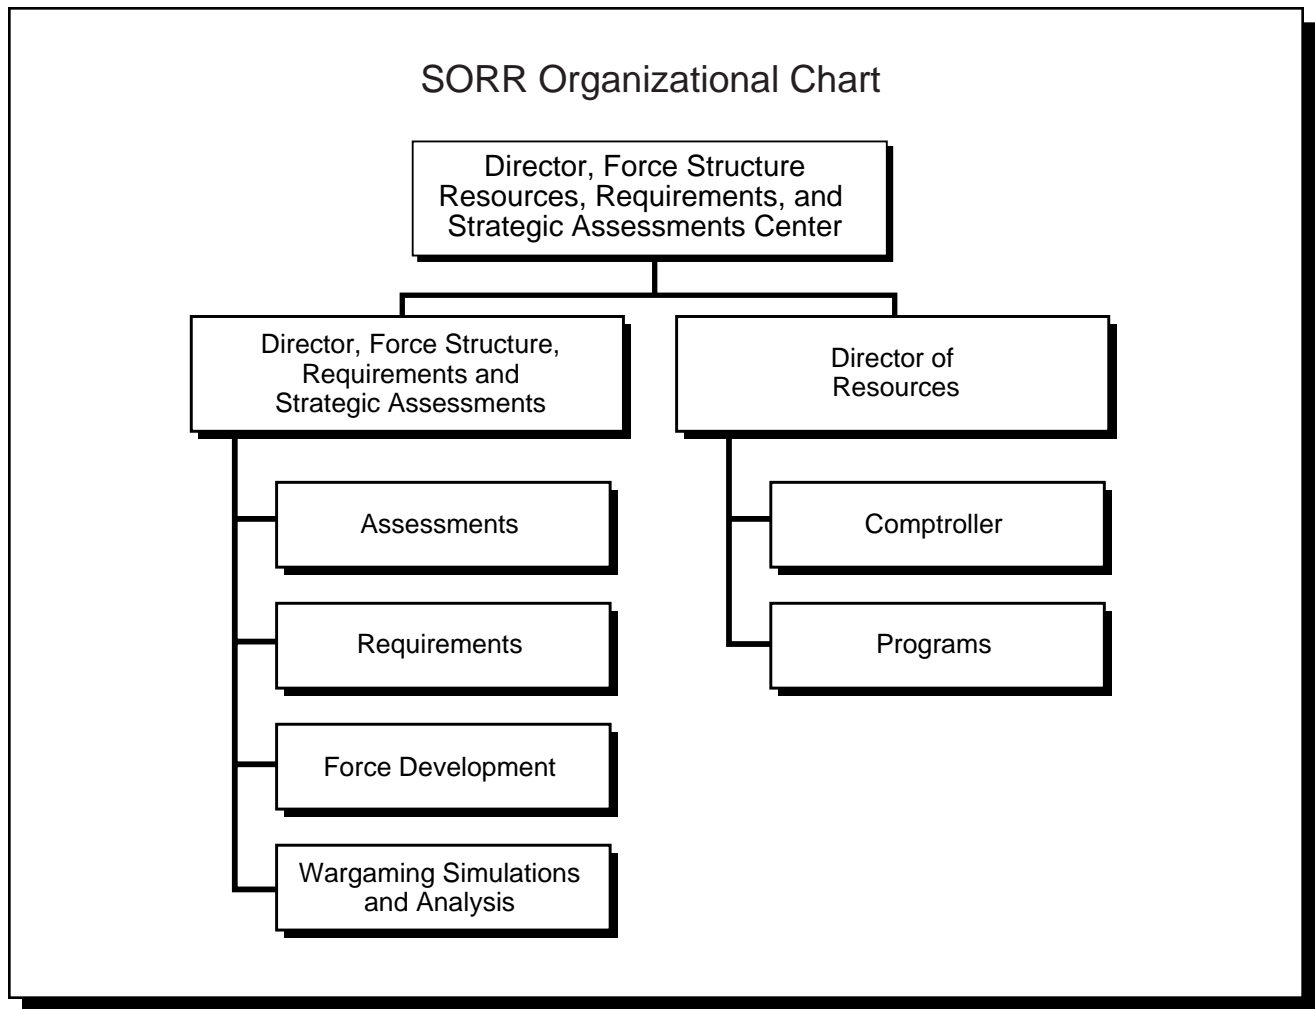 SORR Organizational Chart
Director, Force Structure
Resources, Requirements, and
Strategic Assessments Center
Director, Force Structure,
Requirements and
Strategic Assessments
Director of
Resources
Assessments
Comptroller
Requirements
Programs
Force Development
Wargaming Simulations
and Analysis